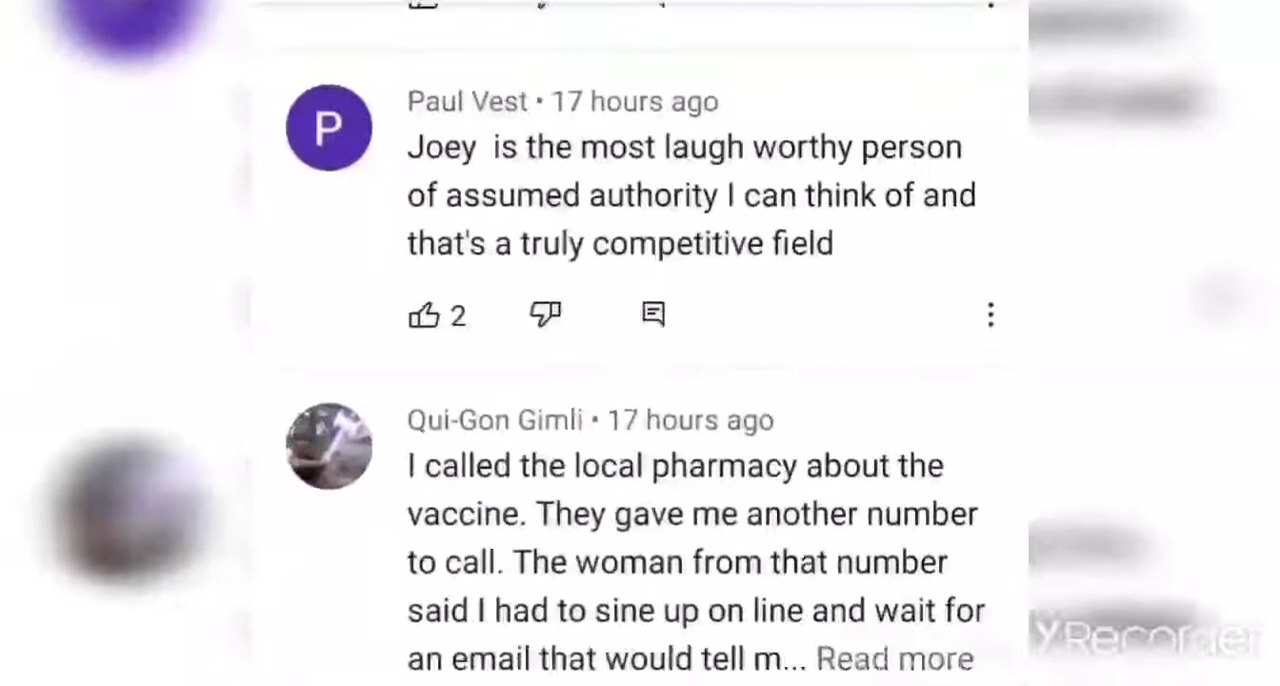 Paul Vest • 17 hours ago
Joey is the most laugh worthy person
of assumed authority I can think of and
that's a truly competitive field
2
Qui-Gon Gimli • 17 hours ago
I called the local pharmacy about the
vaccine. They gave me another number
to call. The woman from that number
said I had to sine up on line and wait for
an email that would tell m... Read more
P
YRecorder